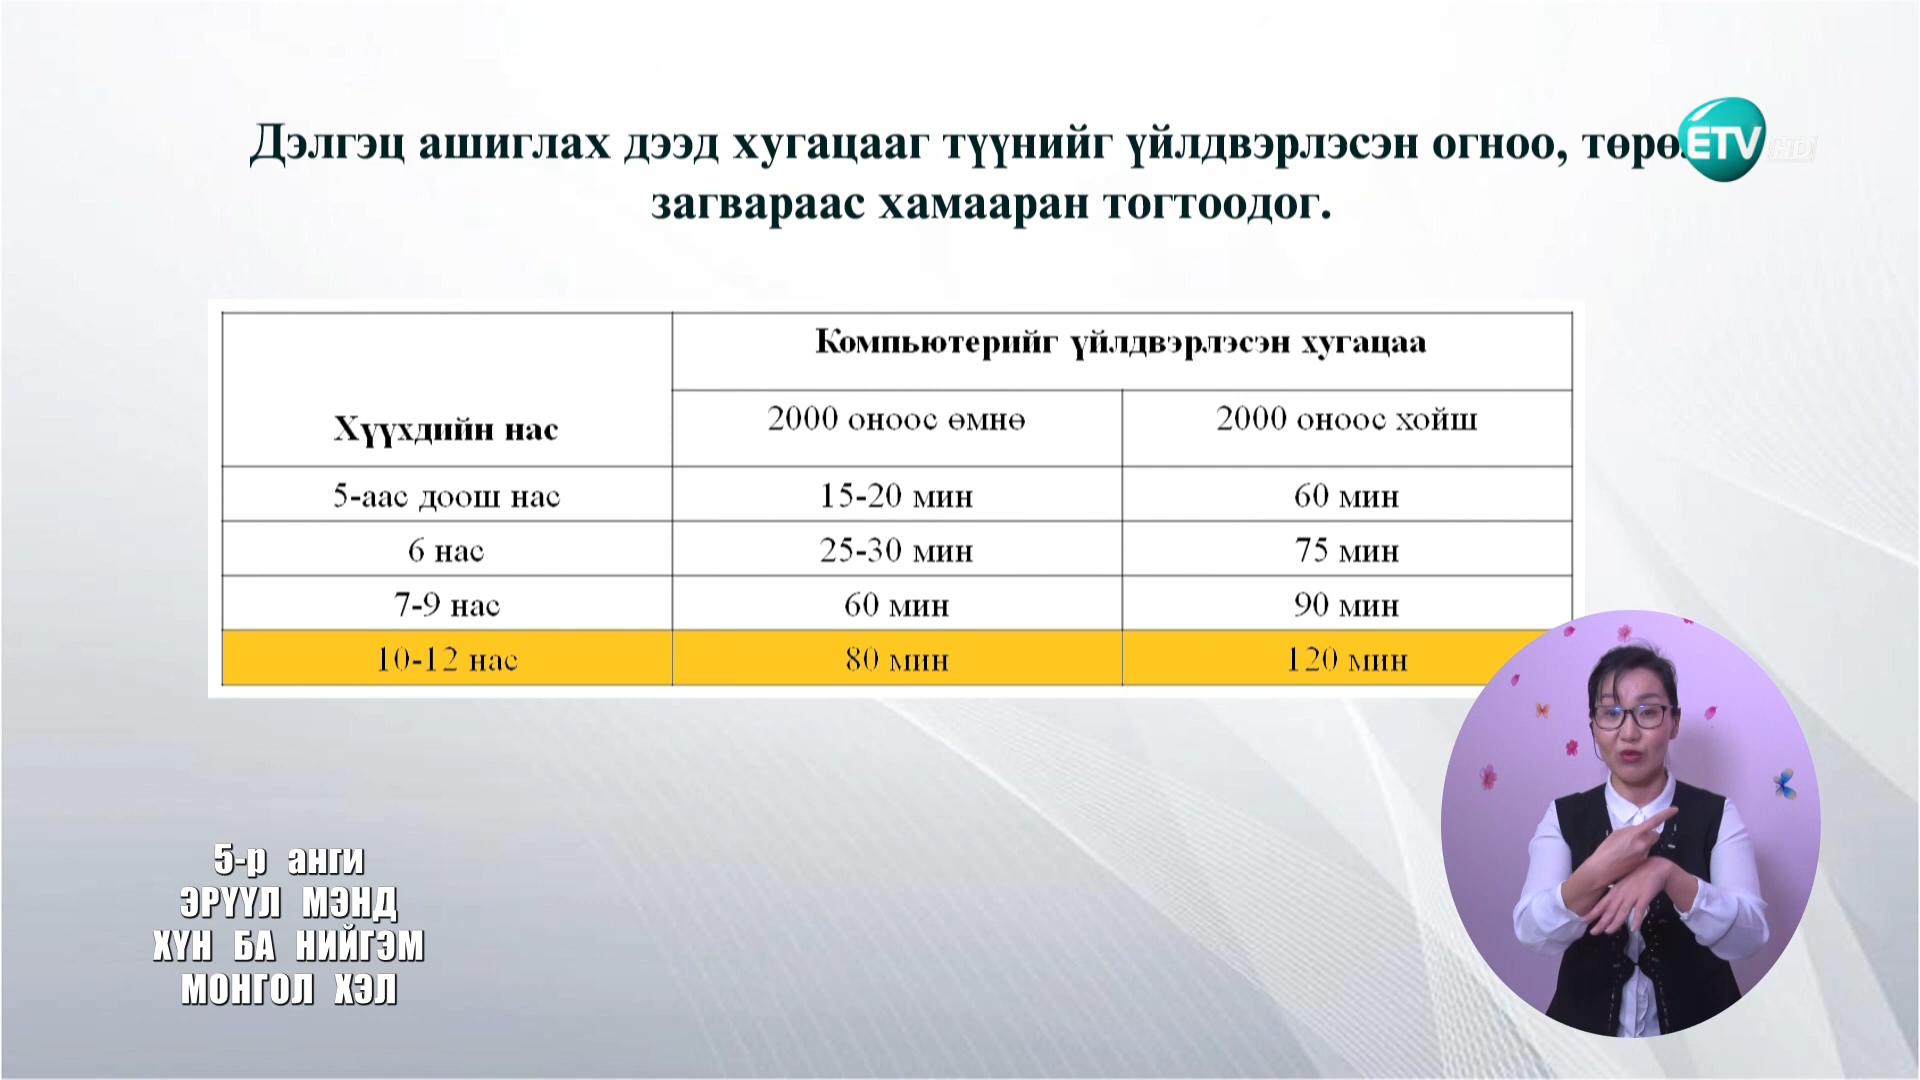 Дэлгэц ашиглах дээд хугацааг түүнийг үйлдвэрлэсэн огноо,
загвараас хамааран тогтоодог.
ETV HD
Компьютерийг үйлдвэрлэсэн хугацаа
Хүүхдийн нас
2000 оноос өмнө
2000 оноос хойш
5-аас доош нас
15-20 мин
60 мин
6 нас
25-30 мин
75 мин
7-9 нас
60 мин
90 мин
10-12 нас
80 мин
120 мин
5-р анги
ЭРҮҮЛ МЭНД
ХҮН БА НИЙГЭМ
МОНГОЛ ХЭЛ